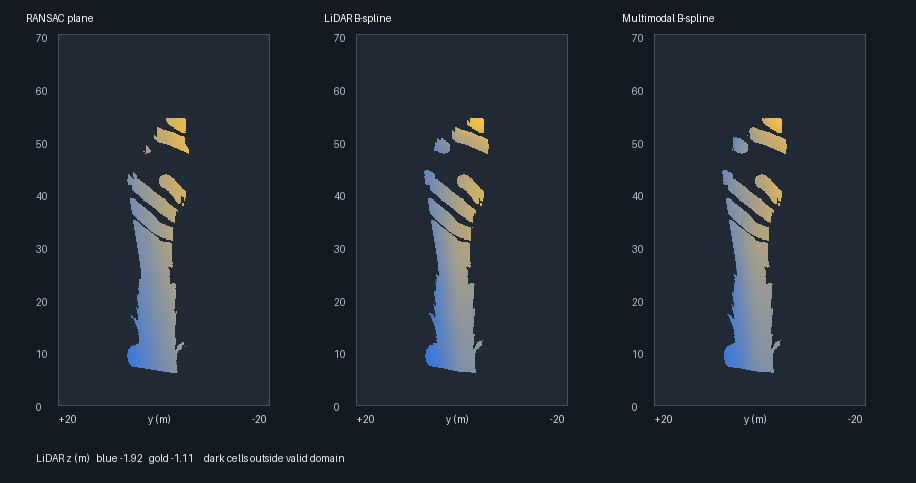 RANSAC plane LiDAR B-spline Multimodal B-spline
70 70 70
60 60 60
50 50 50
40 40 40
30 30 30
20 20 20
10 10 10
0 0 0
+20 y (m) -20 +20 y (m) -20 +20 y (m) -20
LiDAR z (m) blue -1.92 gold -1.11 dark cells outside valid domain